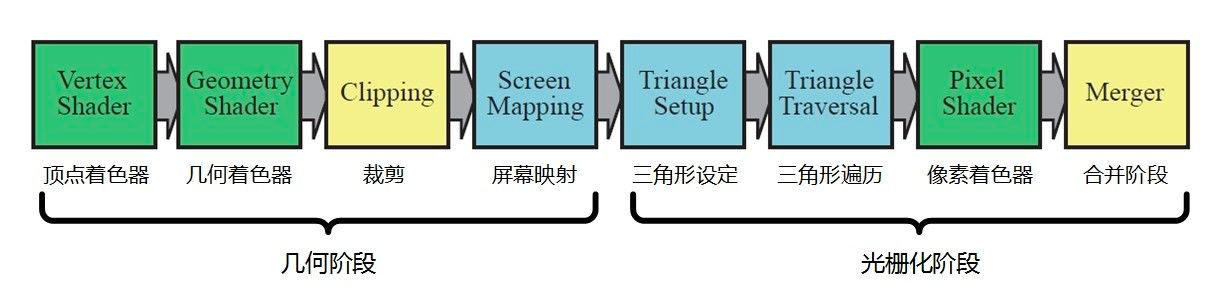 Vertex
Shader
Geometry
Shader
Clipping
Screen
Mapping
Triangle
Setup
Triangle
Traversal
Pixel
Shader
Merger
顶点着色器
几何着色器
裁剪
屏幕映射
三角形设定
三角形遍历
像素着色器
合并阶段
几何阶段
光栅化阶段